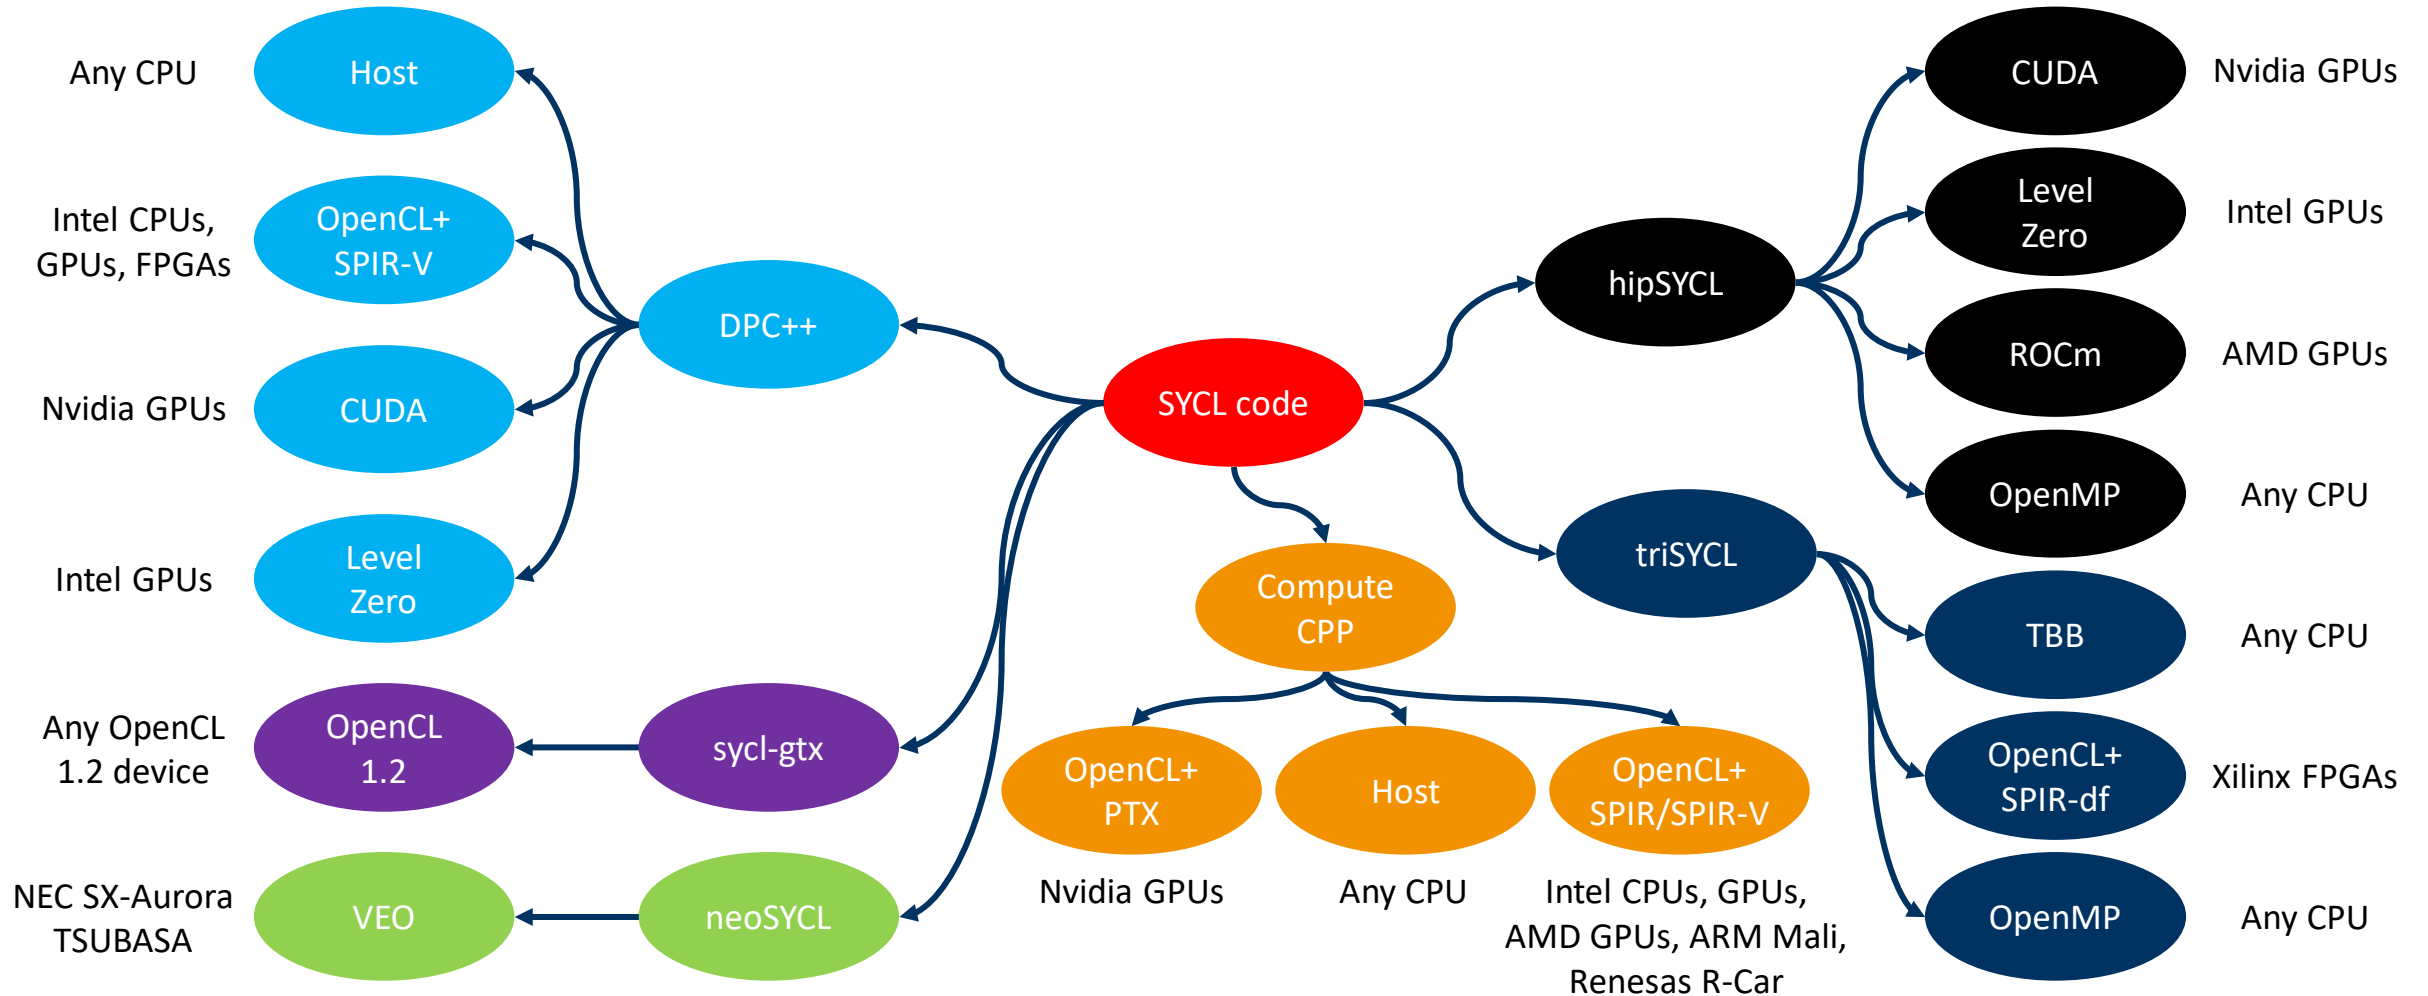 Any CPU
Host
Intel CPUs,
GPUs, FPGAs
OpenCL+
SPIR-V
Nvidia GPUs
CUDA
Intel GPUs
Level
Zero
DPC++
Any OpenCL
1.2 device
OpenCL
1.2
sycl-gtx
NEC SX-Aurora
TSUBASA
VEO
neoSYCL
SYCL code
Compute
CPP
OpenCL+
PTX
Nvidia GPUs
Host
Any CPU
OpenCL+
SPIR/SPIR-V
Intel CPUs, GPUs,
AMD GPUs, ARM Mali,
Renesas R-Car
hipSYCL
CUDA
Nvidia GPUs
Level
Zero
Intel GPUs
ROCm
AMD GPUs
OpenMP
Any CPU
triSYCL
TBB
Any CPU
OpenCL+
SPIR-df
Xilinx FPGAs
OpenMP
Any CPU